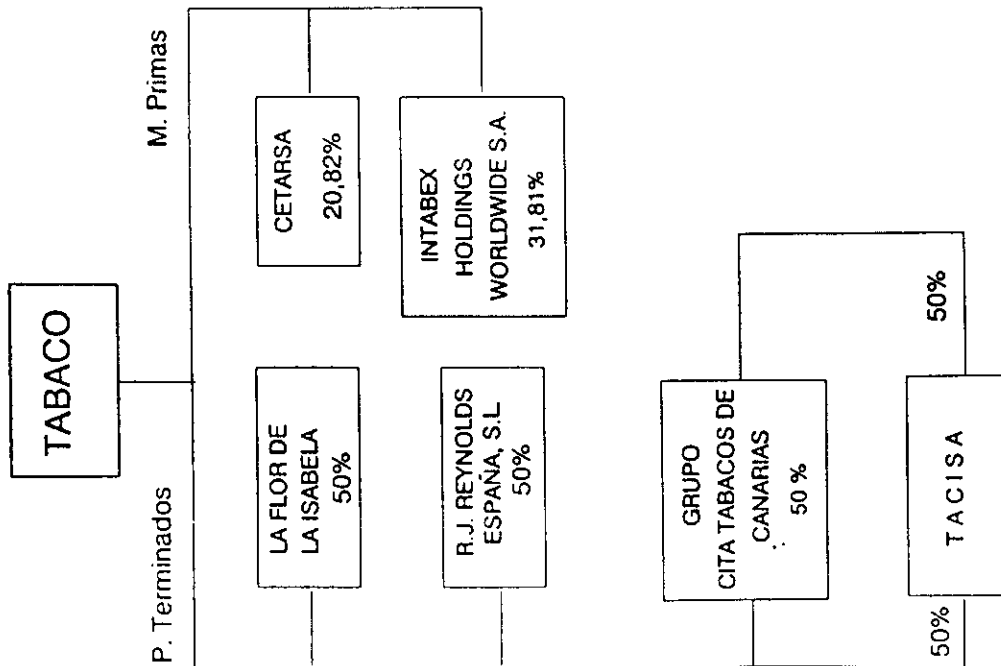 TABACO
P. Terminados
M. Primas
LA FLOR DE
LA ISABELA
50%
CETARSA
20,82%
R.J. REYNOLDS
ESPAÑA, S.L
50%
INTABEX
HOLDINGS
WORLDWIDE S.A.
31,81%
GRUPO
CITA TABACOS DE
CANARIAS
50 %
50%
TACISA
50%